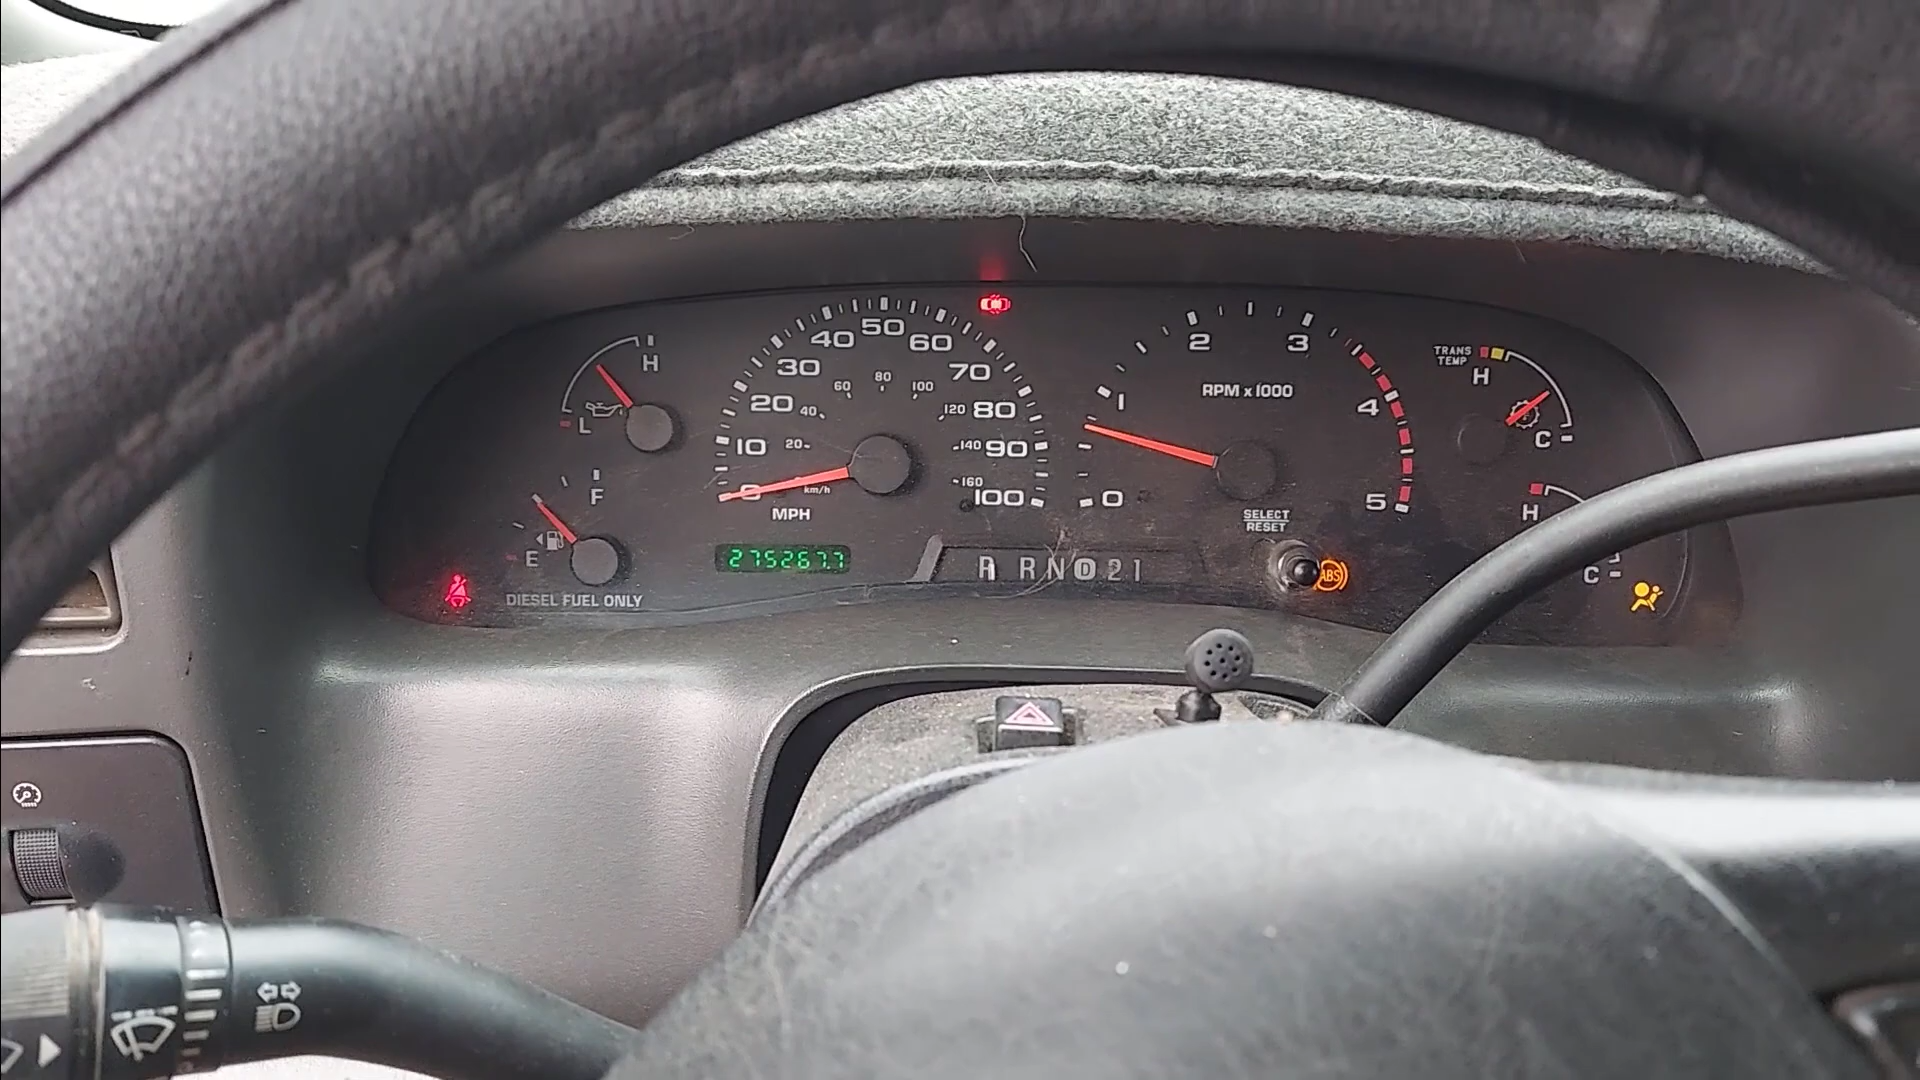 H
L
F
E
DIESEL FUEL ONLY
0 10 20 30 40 50 60 70 80 90 100
20 40 60 80 100 120 140 160
km/h
MPH
275267.7
0 1 2 3 4 5
RPM x 1000
SELECT
RESET
R N D 2 1
ABS
TRANS
TEMP
H
C
H
C